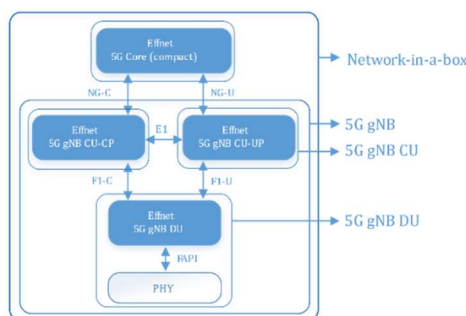 Effnet
5G Core (compact)
Network-in-a-box
NG-C
NG-U
5G gNB
Effnet
5G gNB CU-CP
E1
Effnet
5G gNB CU-UP
5G gNB CU
F1-C
F1-U
Effnet
5G gNB DU
5G gNB DU
FAPI
PHY